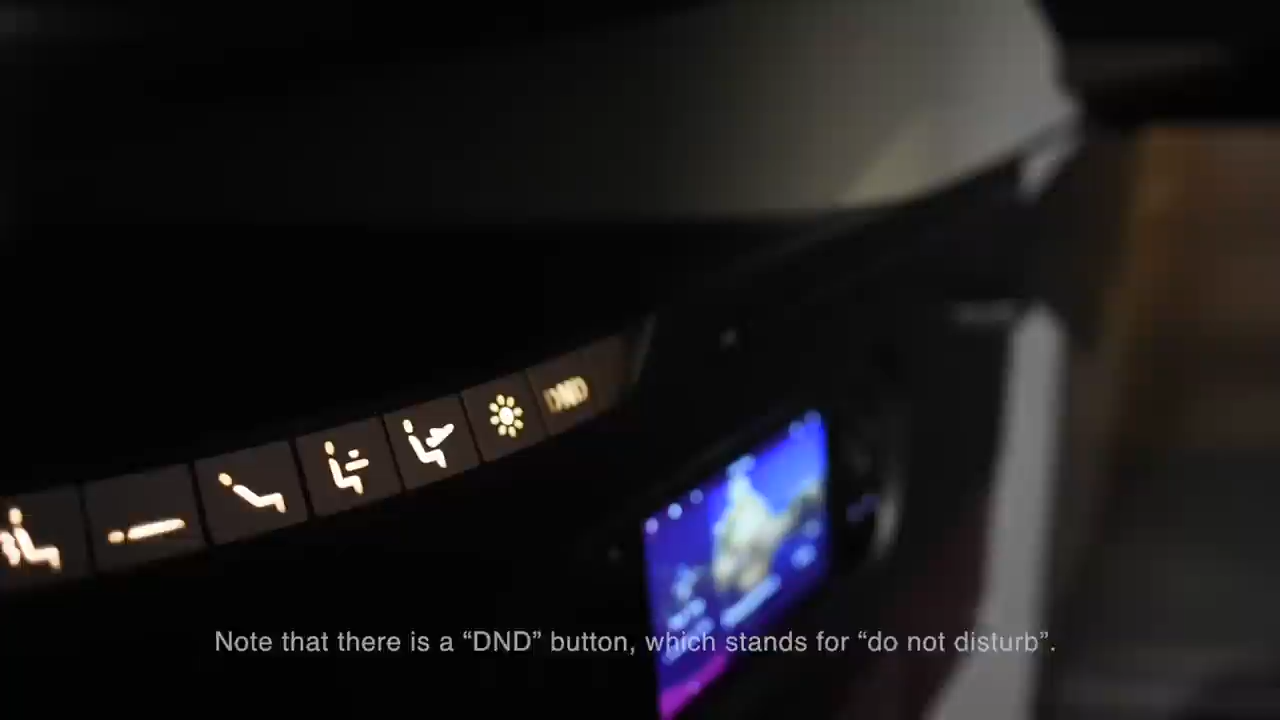 DND
Note that there is a “DND” button, which stands for “do not disturb”.